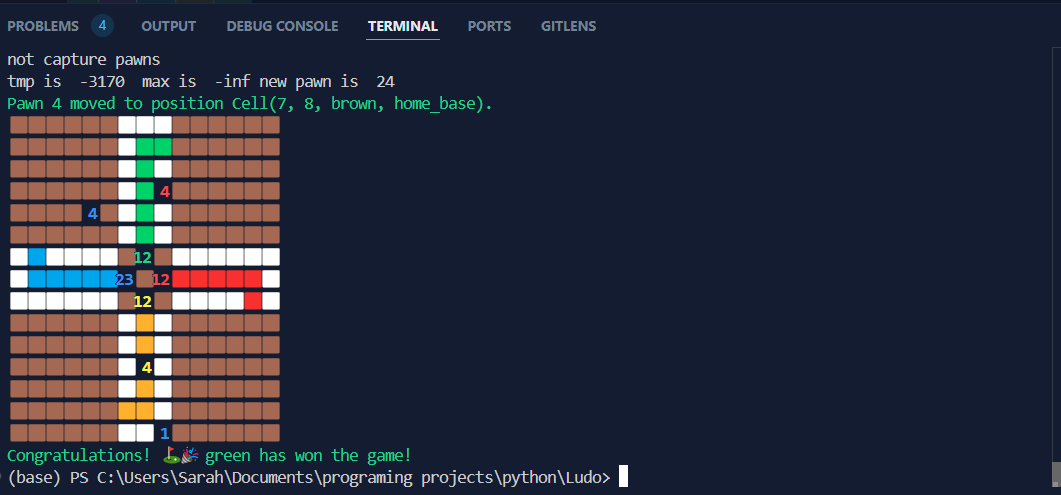 PROBLEMS 4 OUTPUT DEBUG CONSOLE TERMINAL PORTS GITLENS
not capture pawns
tmp is  -3170  max is  -inf new pawn is  24
Pawn 4 moved to position Cell(7, 8, brown, home_base).
4
4
12
23 12
12
4
1
Congratulations! ⛳🎉 green has won the game!
(base) PS C:\Users\Sarah\Documents\programing projects\python\Ludo>